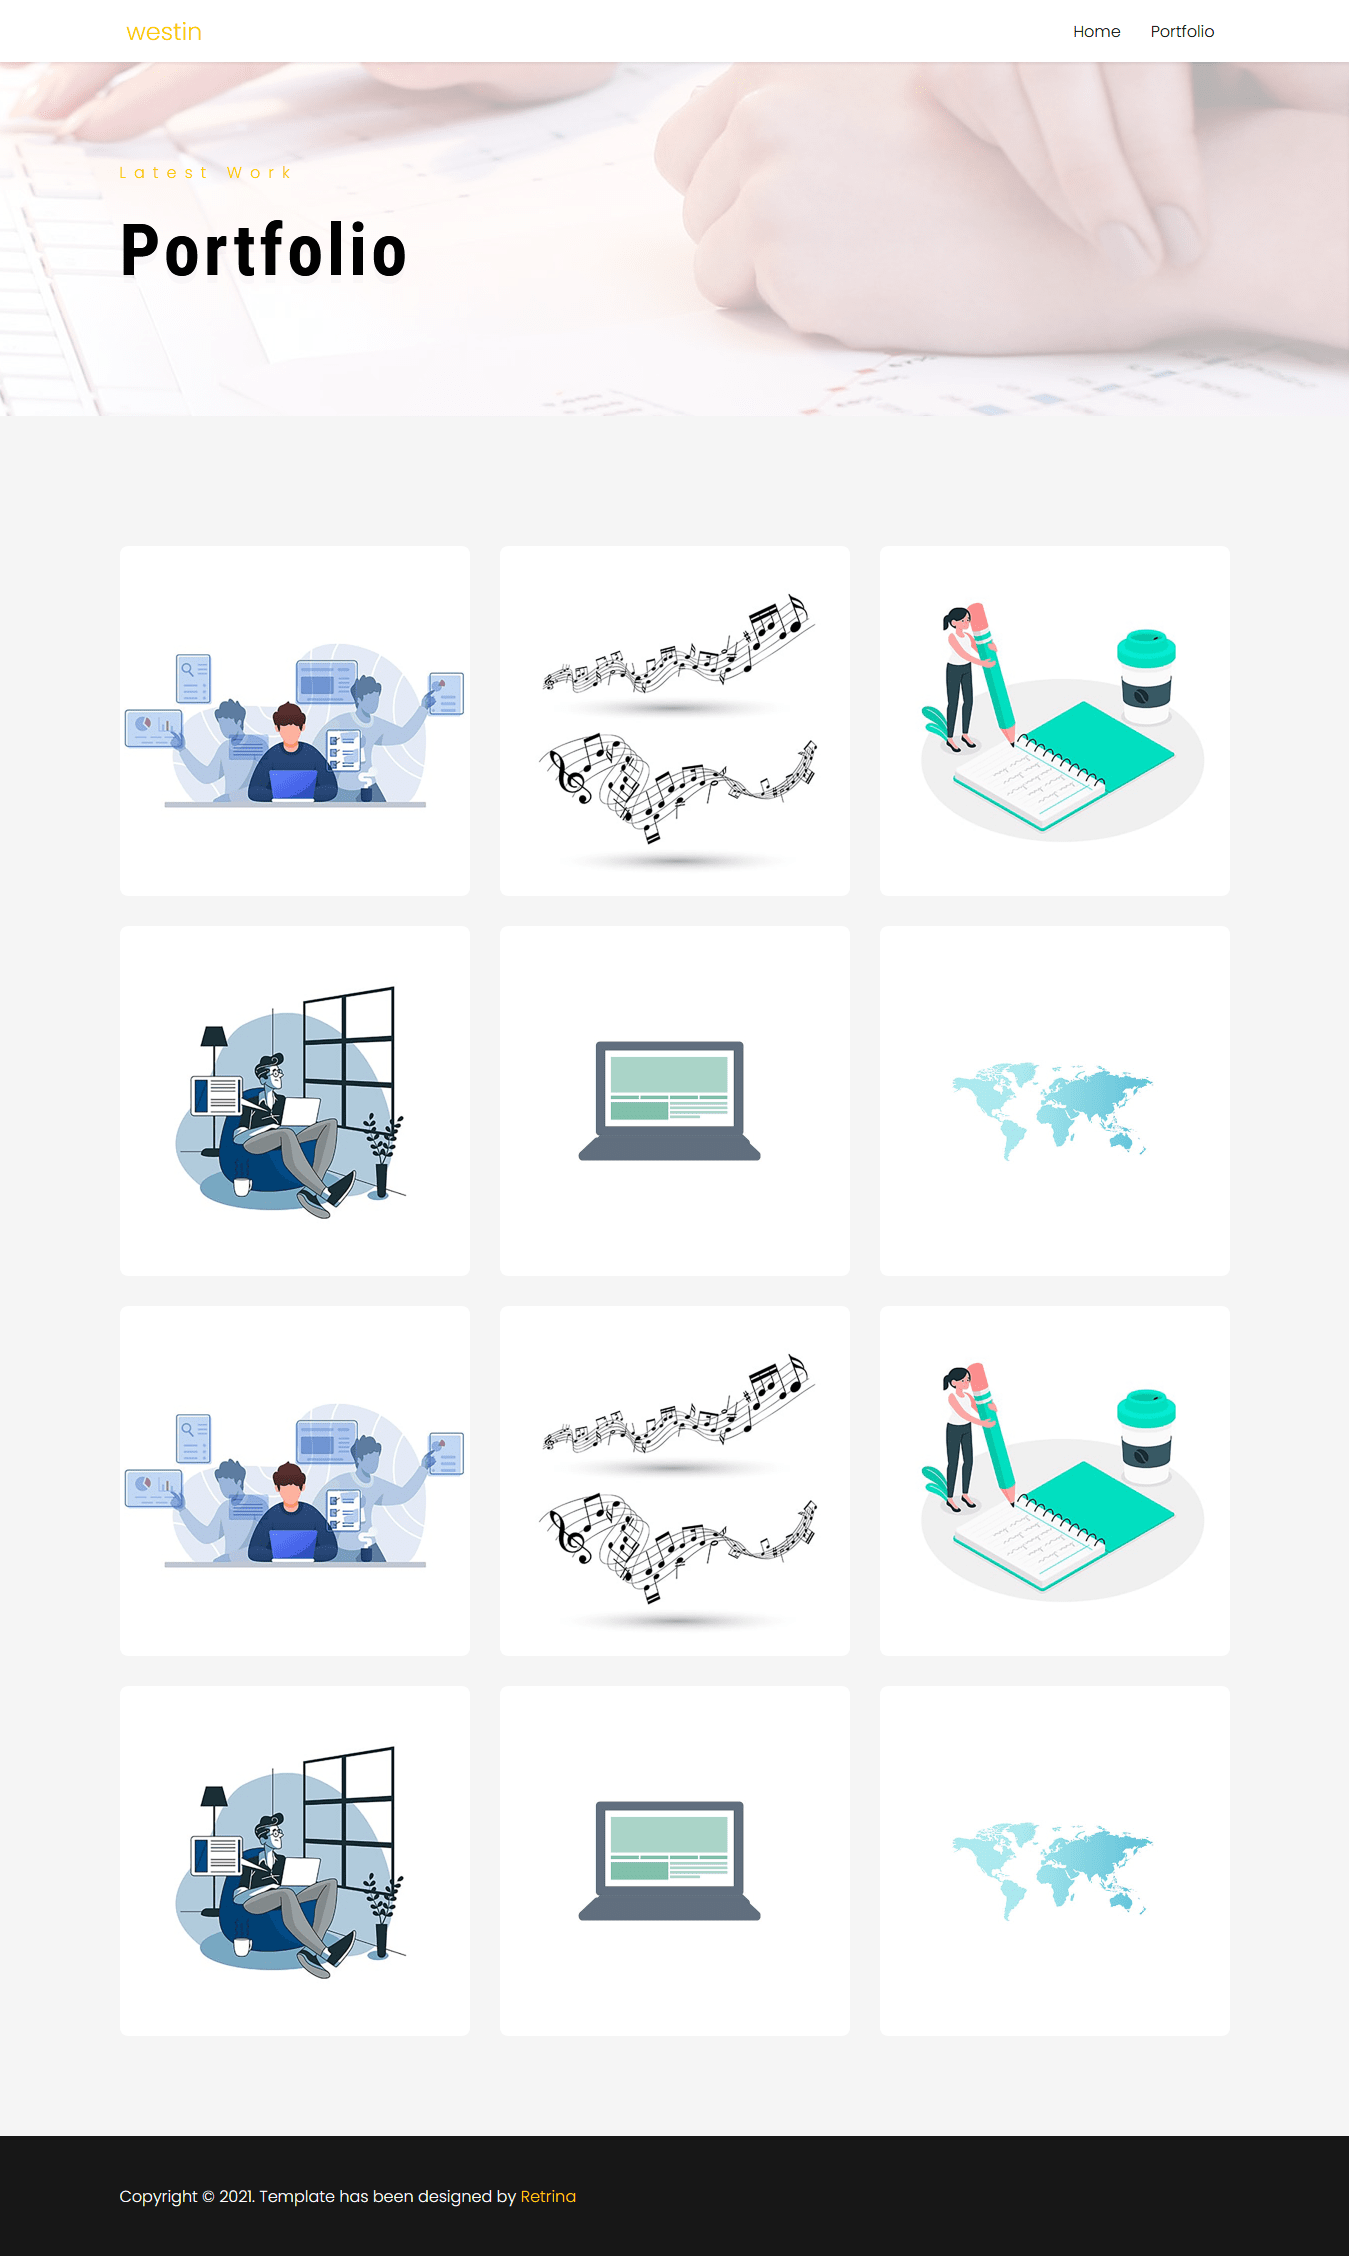 westin
Home
Portfolio
Latest Work
Portfolio
Copyright © 2021. Template has been designed by Retrina